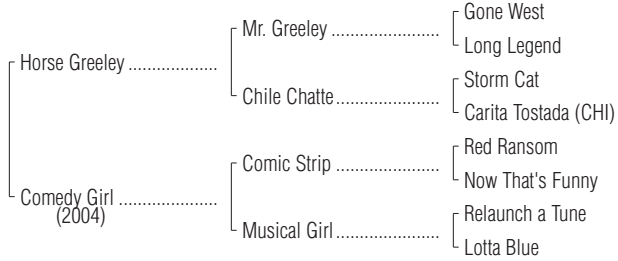 Gone West
Mr. Greeley ........................
Long Legend
Horse Greeley ....................
Storm Cat
Chile Chatte.......................
Carita Tostada (CHI)
Red Ransom
Comic Strip .......................
Now That's Funny
Comedy Girl ......................
(2004)
Relaunch a Tune
Musical Girl.......................
Lotta Blue